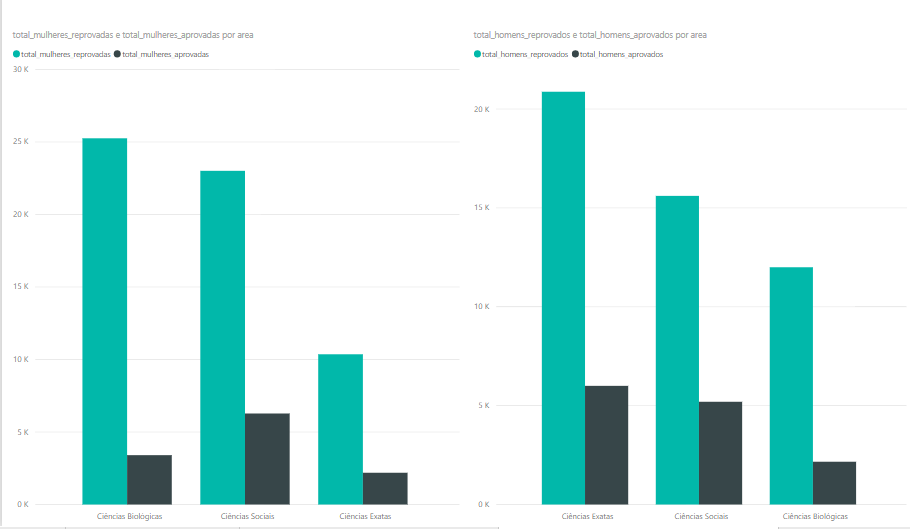 total_mulheres_reprovadas e total_mulheres_aprovadas por area
total_mulheres_reprovadas total_mulheres_aprovadas
30 K
25 K
20 K
15 K
10 K
5 K
0 K
Ciências Biológicas Ciências Sociais Ciências Exatas
total_homens_reprovados e total_homens_aprovados por area
total_homens_reprovados total_homens_aprovados
20 K
15 K
10 K
5 K
0 K
Ciências Exatas Ciências Sociais Ciências Biológicas